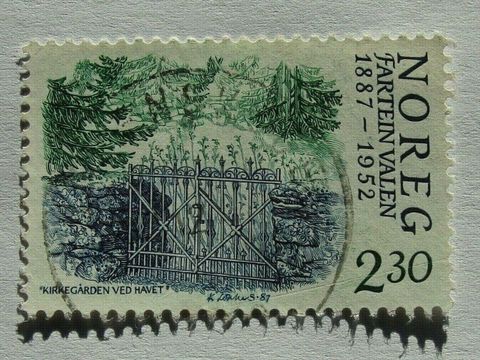 NOREG
FARTEIN VALEN
1887-1952
2 30
"KIRKEGÅRDEN VED HAVET"